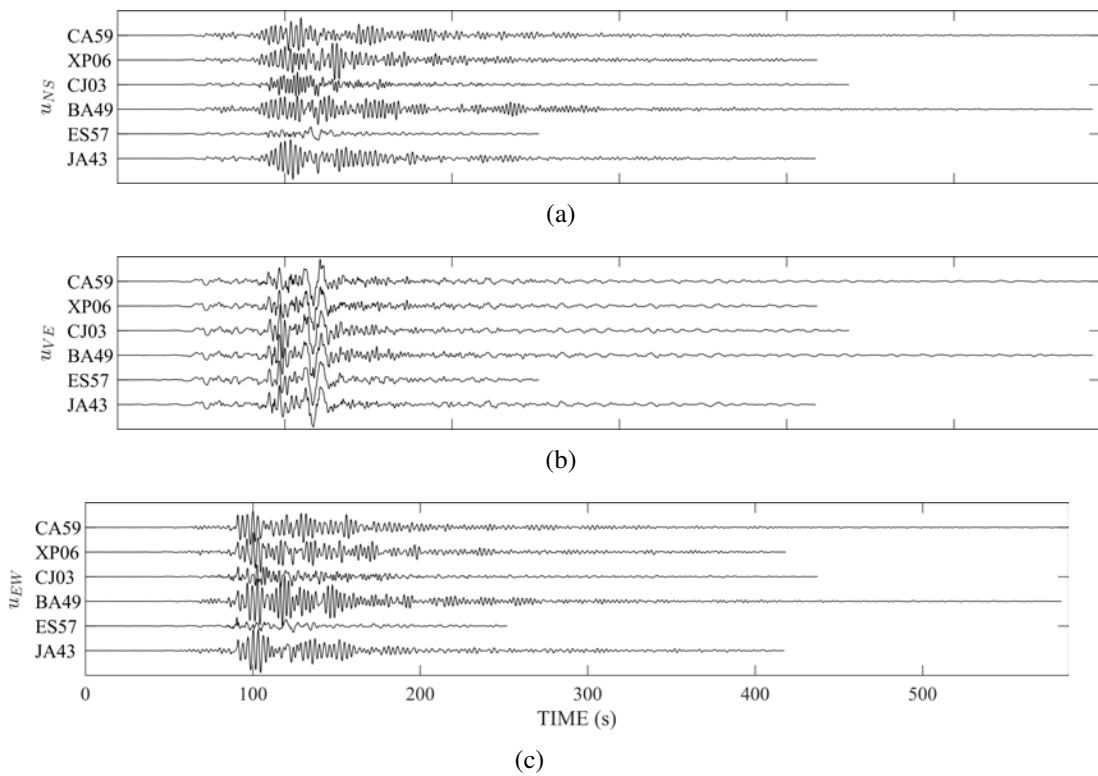 u_NS
CA59
XP06
CJ03
BA49
ES57
JA43
(a)
u_VE
CA59
XP06
CJ03
BA49
ES57
JA43
(b)
u_EW
CA59
XP06
CJ03
BA49
ES57
JA43
0 100 200 300 400 500
TIME (s)
(c)